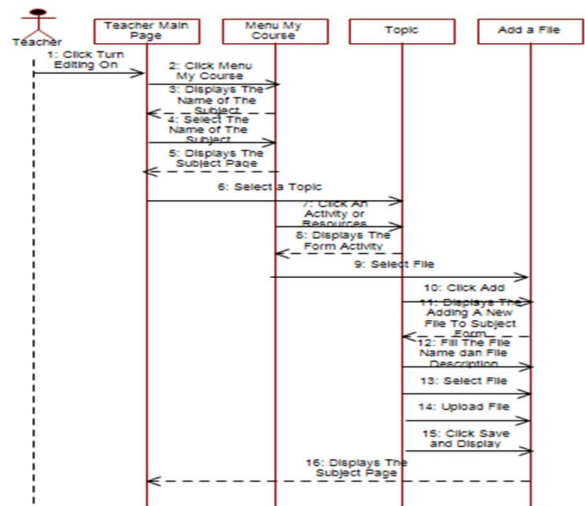 Teacher
Teacher Main
Page
Menu My
Course
Topic
Add a File
1: Click Turn
Editing On
2: Click Menu
My Course
3: Displays The
Name of The
Subject
4: Select The
Name of The
Subject
5: Displays The
Subject Page
6: Select a Topic
7: Click An
Activity or
Resources
8: Displays The
Form Activity
9: Select File
10: Click Add
11: Displays The
Adding A New
File To Subject
Form
12: Fill The File
Name dan File
Description
13: Select File
14: Upload File
15: Click Save
and Display
16: Displays The
Subject Page